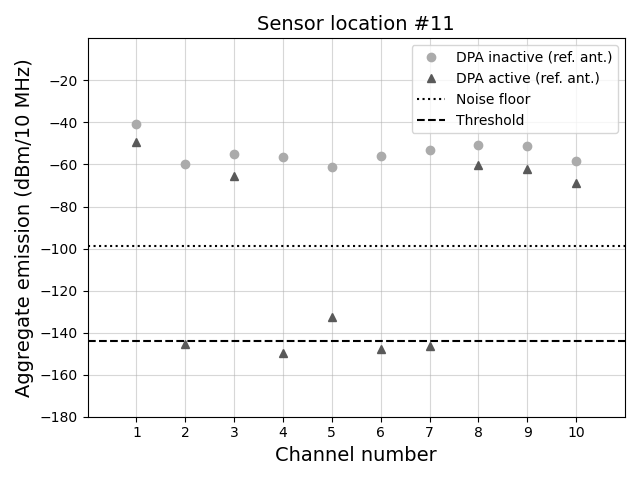 Sensor location #11
DPA inactive (ref. ant.)
DPA active (ref. ant.)
Noise floor
Threshold
Aggregate emission (dBm/10 MHz)
−20
−40
−60
−80
−100
−120
−140
−160
−180
1 2 3 4 5 6 7 8 9 10
Channel number